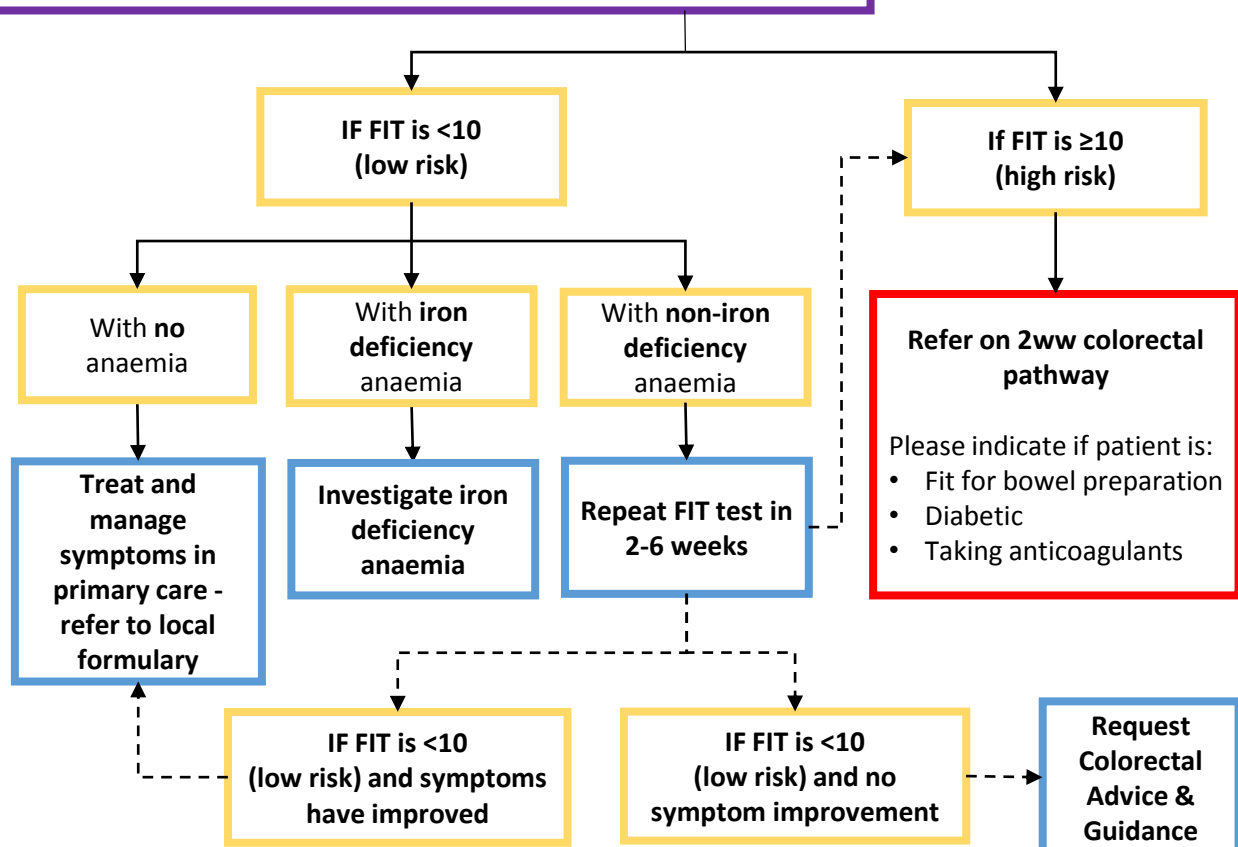 IF FIT is <10
(low risk)
If FIT is ≥10
(high risk)
With no
anaemia
With iron
deficiency
anaemia
With non-iron
deficiency
anaemia
Refer on 2ww colorectal
pathway
Please indicate if patient is:
• Fit for bowel preparation
• Diabetic
• Taking anticoagulants
Treat and
manage
symptoms in
primary care -
refer to local
formulary
Investigate iron
deficiency
anaemia
Repeat FIT test in
2-6 weeks
IF FIT is <10
(low risk) and symptoms
have improved
IF FIT is <10
(low risk) and no
symptom improvement
Request
Colorectal
Advice &
Guidance